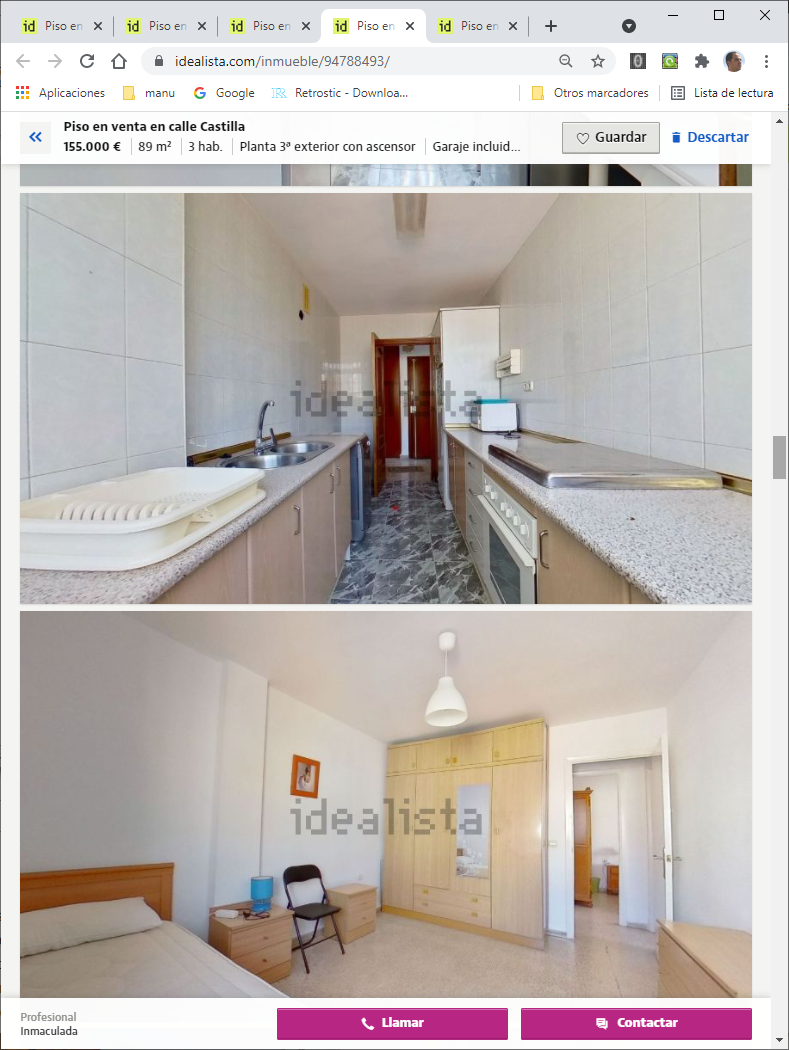 id Piso en
id Piso en
id Piso en
id Piso en
id Piso en
idealista.com/inmueble/94788493/
Aplicaciones
manu
Google
Retrostic - Downloa...
Otros marcadores
Lista de lectura
Piso en venta en calle Castilla
155.000 €
89 m²
3 hab.
Planta 3ª exterior con ascensor
Garaje incluid...
Guardar
Descartar
idealista
idealista
Profesional
Inmaculada
Llamar
Contactar